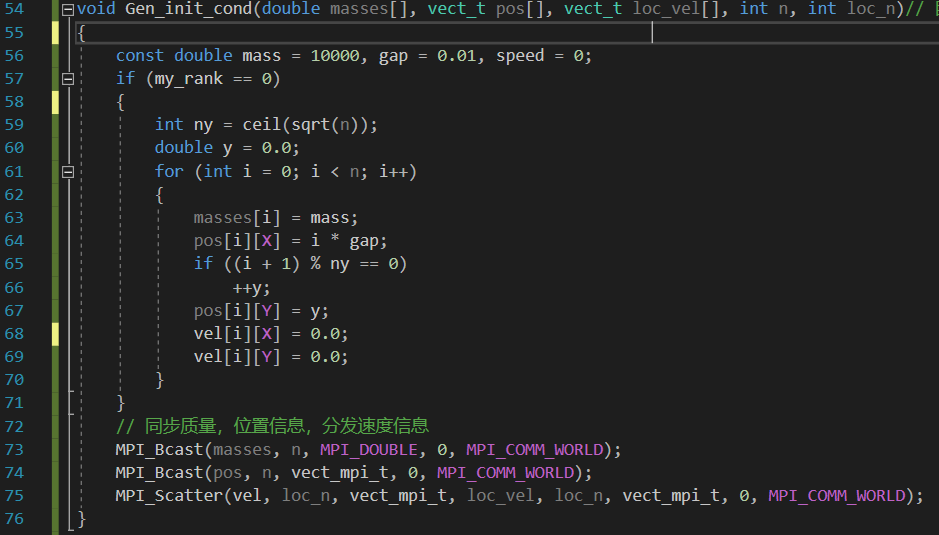 54 void Gen_init_cond(double masses[], vect_t pos[], vect_t loc_vel[], int n, int loc_n)//
55 {
56 const double mass = 10000, gap = 0.01, speed = 0;
57 if (my_rank == 0)
58 {
59 int ny = ceil(sqrt(n));
60 double y = 0.0;
61 for (int i = 0; i < n; i++)
62 {
63 masses[i] = mass;
64 pos[i][X] = i * gap;
65 if ((i + 1) % ny == 0)
66 ++y;
67 pos[i][Y] = y;
68 vel[i][X] = 0.0;
69 vel[i][Y] = 0.0;
70 }
71 }
72 // 同步质量，位置信息，分发速度信息
73 MPI_Bcast(masses, n, MPI_DOUBLE, 0, MPI_COMM_WORLD);
74 MPI_Bcast(pos, n, vect_mpi_t, 0, MPI_COMM_WORLD);
75 MPI_Scatter(vel, loc_n, vect_mpi_t, loc_vel, loc_n, vect_mpi_t, 0, MPI_COMM_WORLD);
76 }